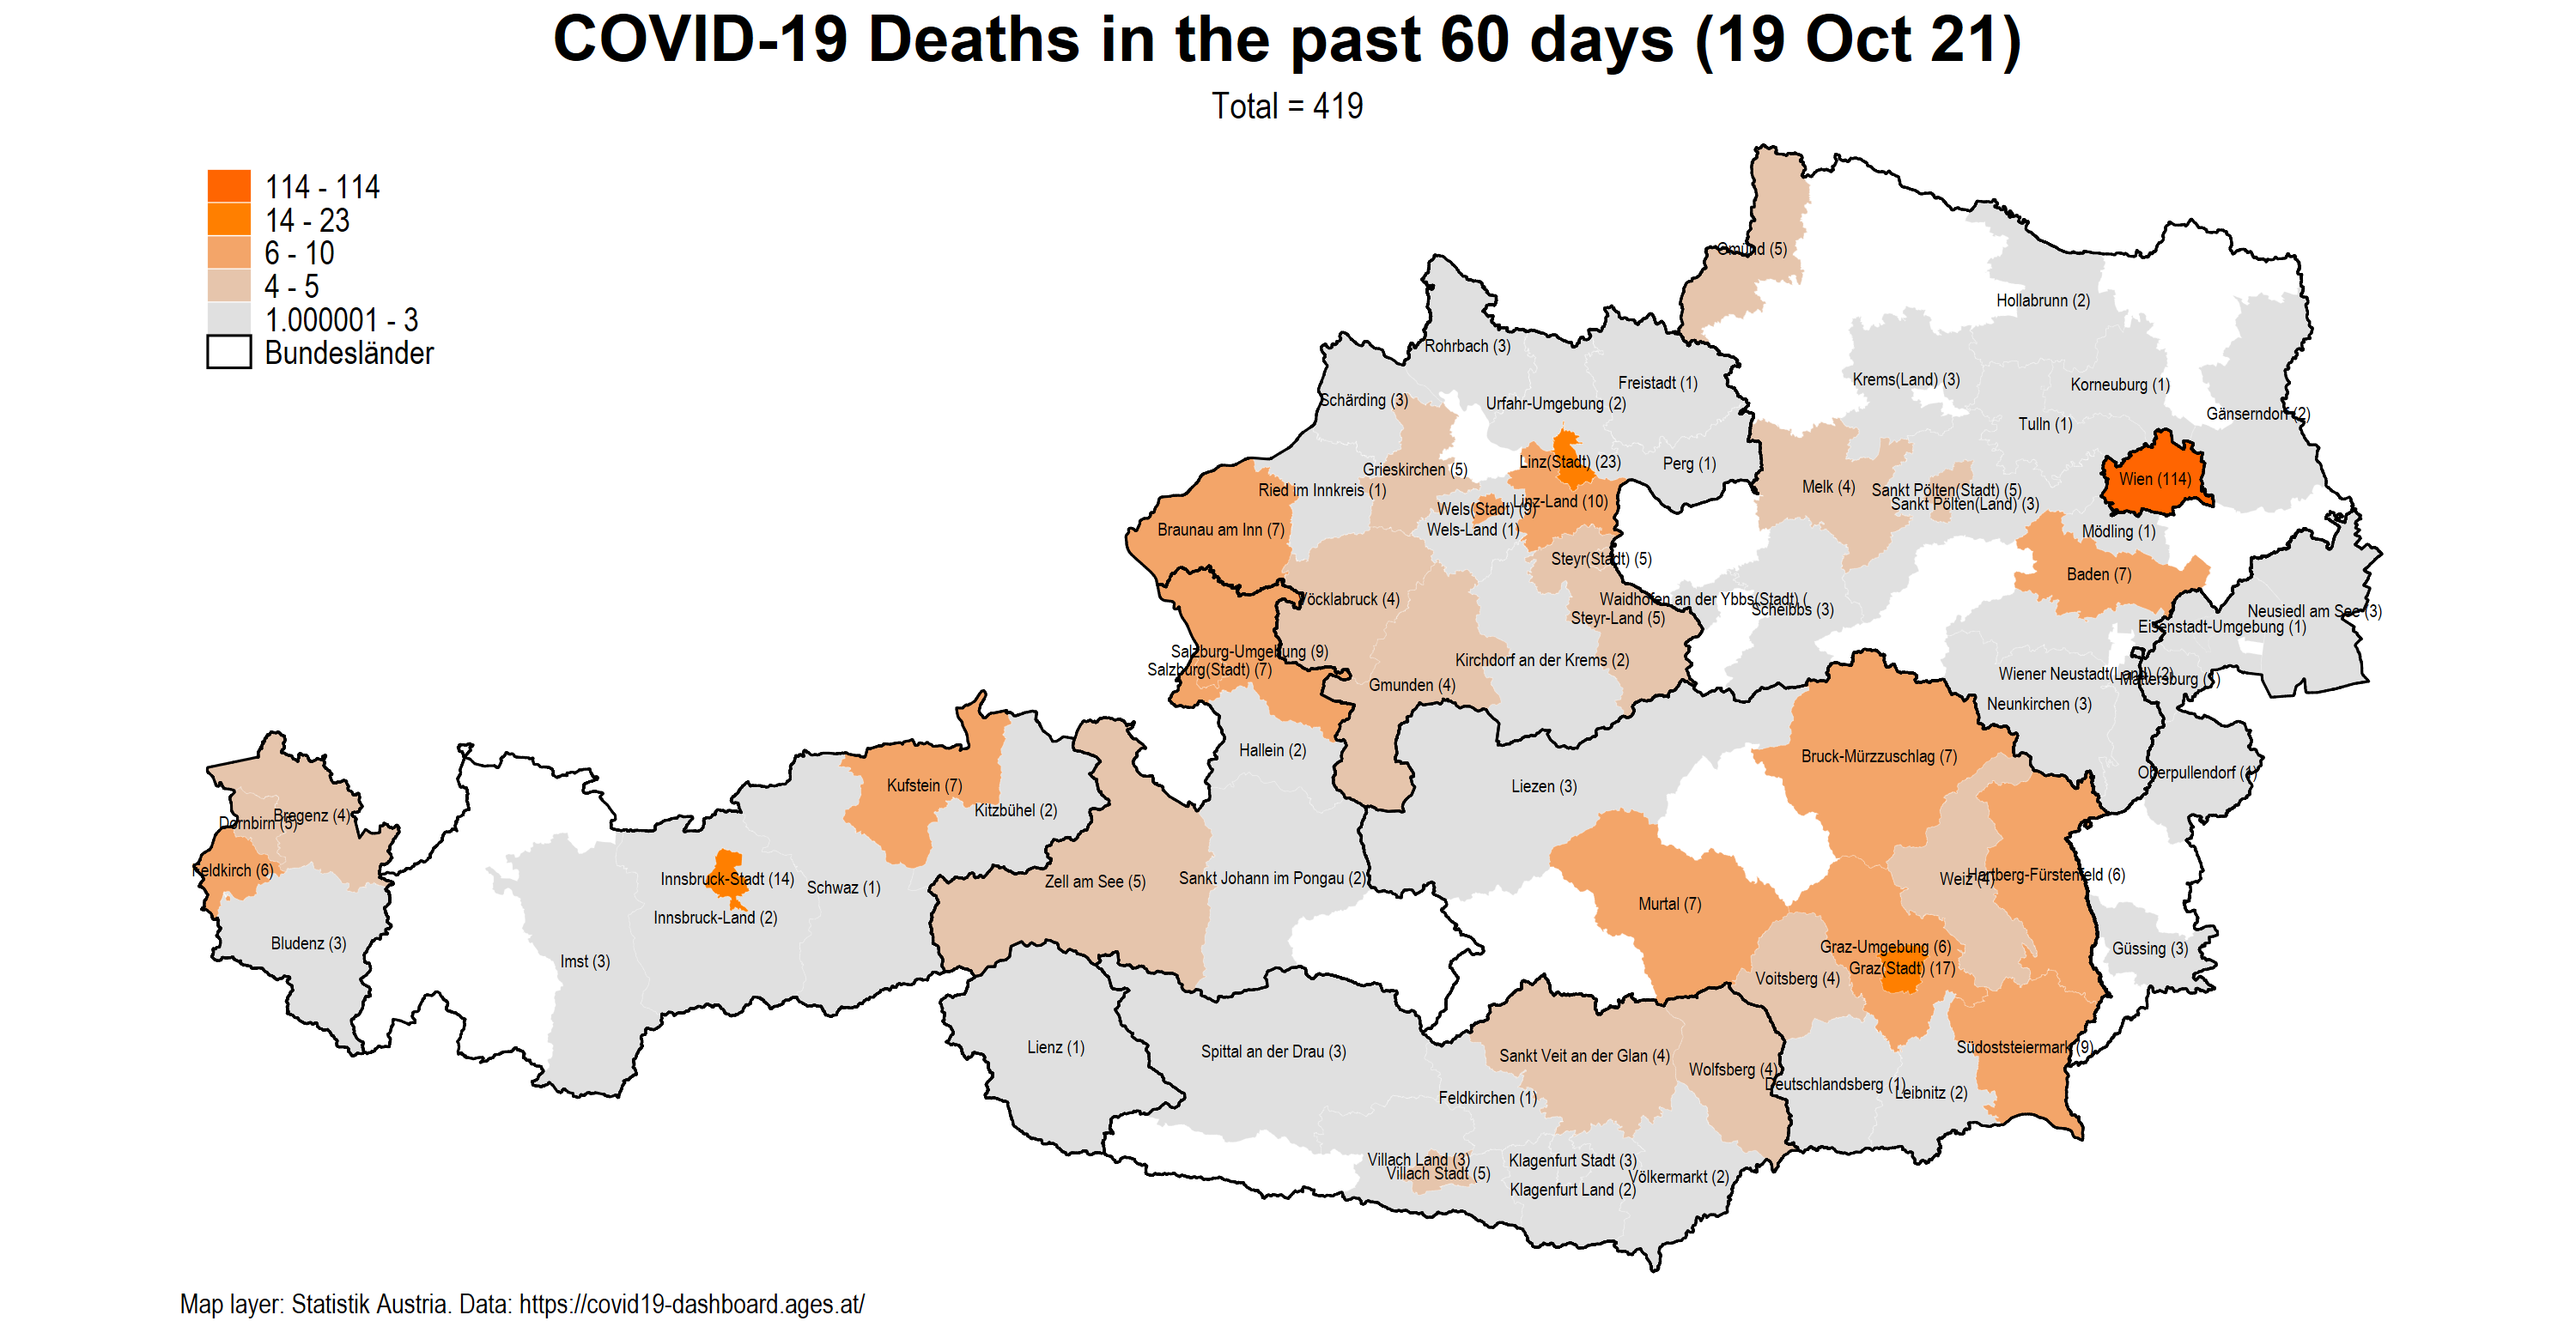 COVID-19 Deaths in the past 60 days (19 Oct 21)
Total = 419
114 - 114
14 - 23
6 - 10
4 - 5
1.000001 - 3
Bundesländer
Gmünd (5)
Hollabrunn (2)
Rohrbach (3)
Krems(Land) (3)
Freistadt (1)
Korneuburg (1)
Schärding (3)
Urfahr-Umgebung (2)
Gänserndorf (2)
Tulln (1)
Linz(Stadt) (23)
Perg (1)
Grieskirchen (5)
Wien (114)
Melk (4)
Ried im Innkreis (1)
Sankt Pölten(Stadt) (5)
Linz-Land (10)
Sankt Pölten(Land) (3)
Wels(Stadt) (9)
Braunau am Inn (7)
Wels-Land (1)
Mödling (1)
Steyr(Stadt) (5)
Baden (7)
Vöcklabruck (4)
Waidhofen an der Ybbs(Stadt) (
Scheibbs (3)
Neusiedl am See (3)
Steyr-Land (5)
Eisenstadt-Umgebung (1)
Salzburg-Umgebung (9)
Kirchdorf an der Krems (2)
Salzburg(Stadt) (7)
Wiener Neustadt(Land) (2)
Mattersburg
Gmunden (4)
Neunkirchen (3)
Hallein (2)
Bruck-Mürzzuschlag (7)
Oberpullendorf (1)
Kufstein (7)
Liezen (3)
Kitzbühel (2)
Bregenz (4)
Dornbirn (5)
Feldkirch (6)
Innsbruck-Stadt (14)
Schwaz (1)
Zell am See (5)
Sankt Johann im Pongau (2)
Weiz (4)
Hartberg-Fürstenfeld (6)
Murtal (7)
Innsbruck-Land (2)
Bludenz (3)
Graz-Umgebung (6)
Güssing (3)
Imst (3)
Graz(Stadt) (17)
Voitsberg (4)
Lienz (1)
Spittal an der Drau (3)
Sankt Veit an der Glan (4)
Südoststeiermark (9)
Wolfsberg (4)
Deutschlandsberg (1)
Leibnitz (2)
Feldkirchen (1)
Villach Land (3)
Klagenfurt Stadt (3)
Villach Stadt (5)
Völkermarkt (2)
Klagenfurt Land (2)
Map layer: Statistik Austria. Data: https://covid19-dashboard.ages.at/